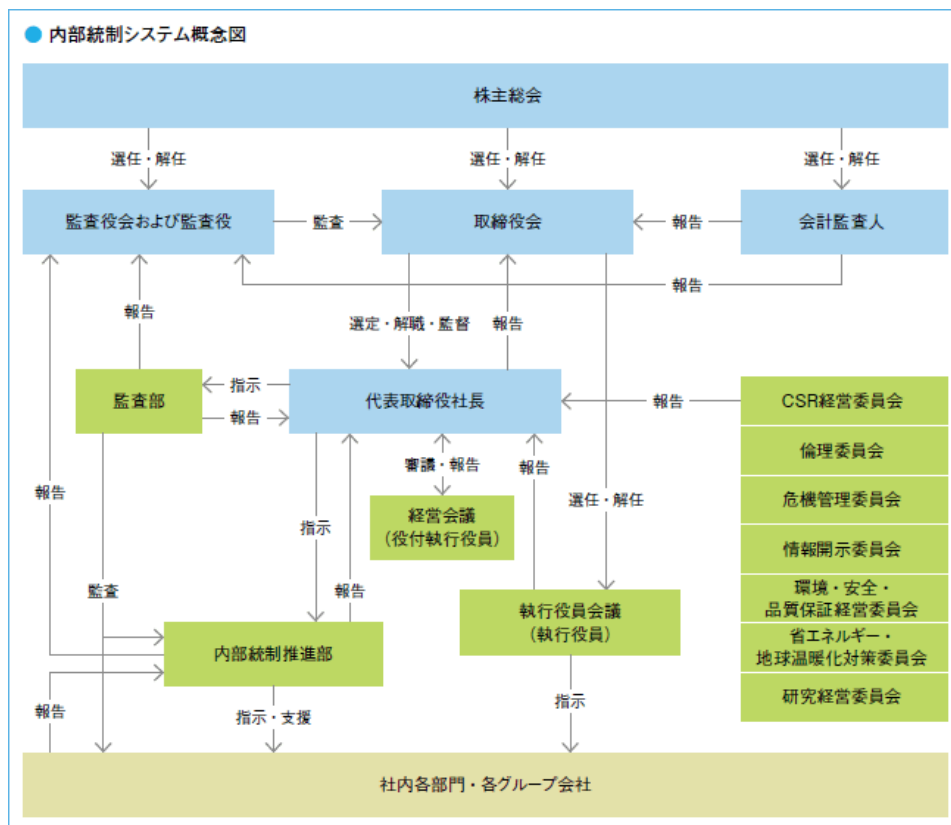 内部統制システム概念図
株主総会
選任・解任
選任・解任
選任・解任
監査役会および監査役
監査
取締役会
報告
会計監査人
報告
報告
選定・解職・監督
報告
監査部
指示
報告
代表取締役社長
報告
CSR経営委員会
倫理委員会
審議・報告
報告
報告
指示
選任・解任
経営会議
(役付執行役員)
危機管理委員会
情報開示委員会
監査
報告
執行役員会議
(執行役員)
環境・安全・
品質保証経営委員会
内部統制推進部
省エネルギー・
地球温暖化対策委員会
研究経営委員会
報告
指示・支援
指示
社内各部門・各グループ会社